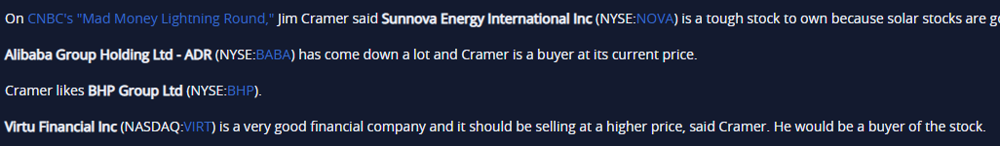 On CNBC's "Mad Money Lightning Round," Jim Cramer said Sunnova Energy International Inc (NYSE:NOVA) is a tough stock to own because solar stocks are
Alibaba Group Holding Ltd - ADR (NYSE:BABA) has come down a lot and Cramer is a buyer at its current price.
Cramer likes BHP Group Ltd (NYSE:BHP).
Virtu Financial Inc (NASDAQ:VIRT) is a very good financial company and it should be selling at a higher price, said Cramer. He would be a buyer of the stock.